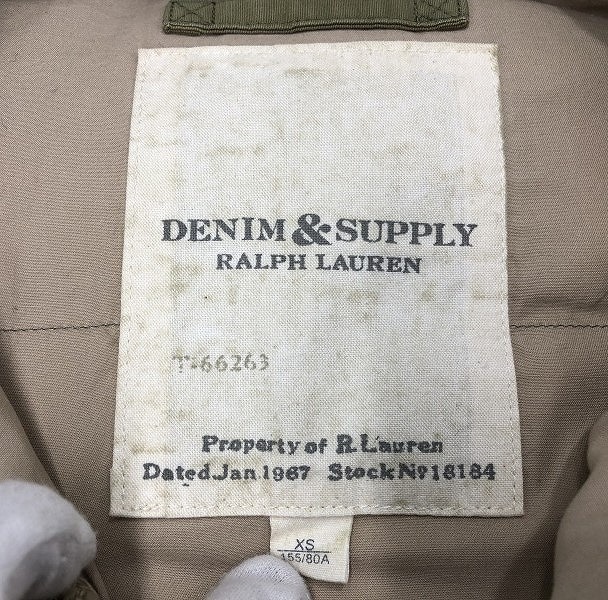 DENIM & SUPPLY
RALPH LAUREN
T-66263
Property of R. Lauren
Dated Jan 1967 Stock No 18184
XS
155/80A